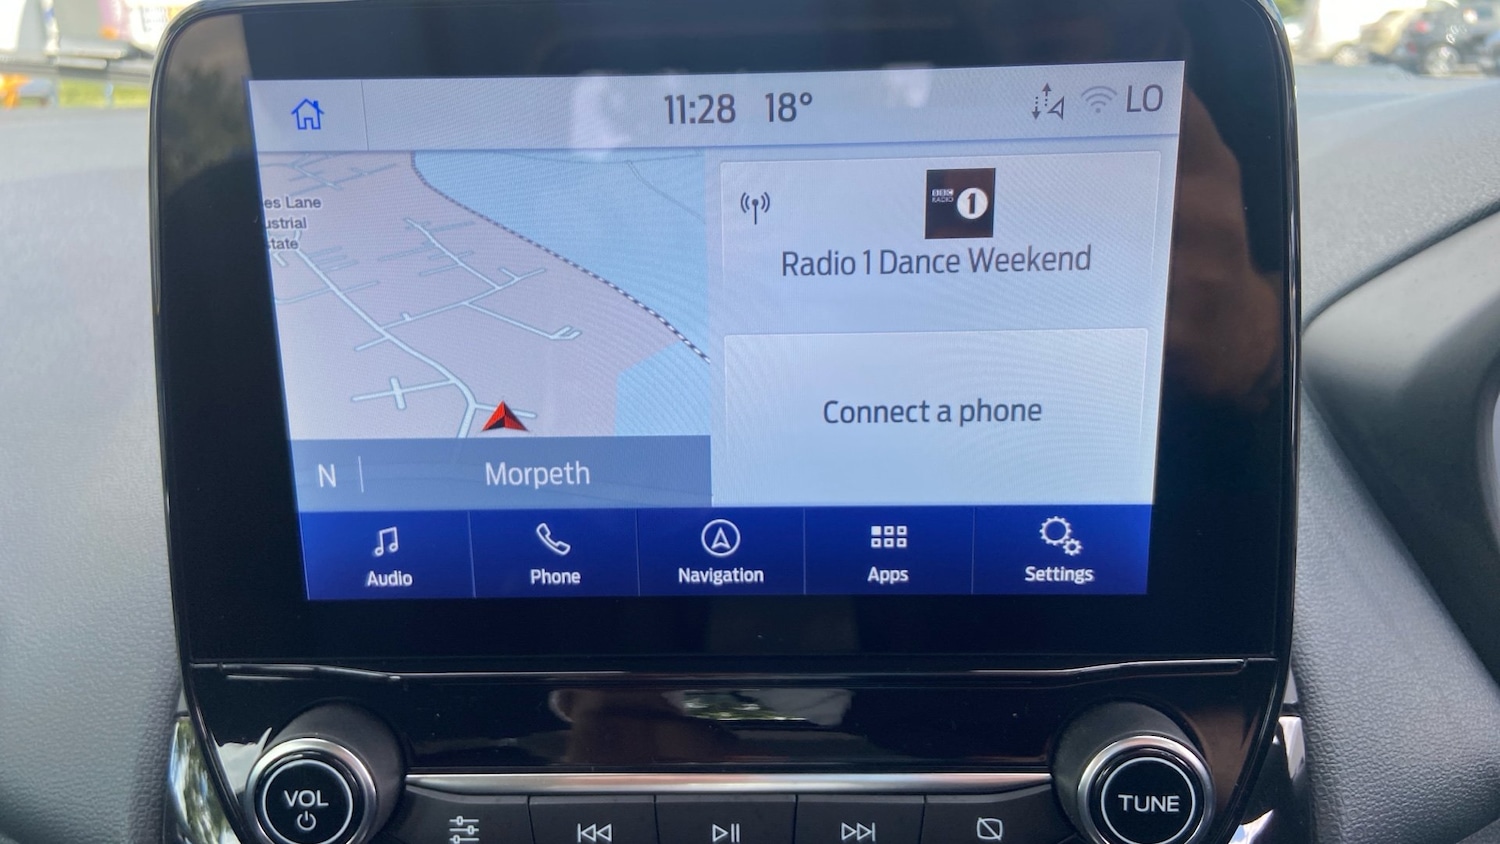 11:28 18° LO
es Lane
ustrial
tate
BBC
RADIO 1
Radio 1 Dance Weekend
Connect a phone
N Morpeth
Audio Phone Navigation Apps Settings
VOL TUNE